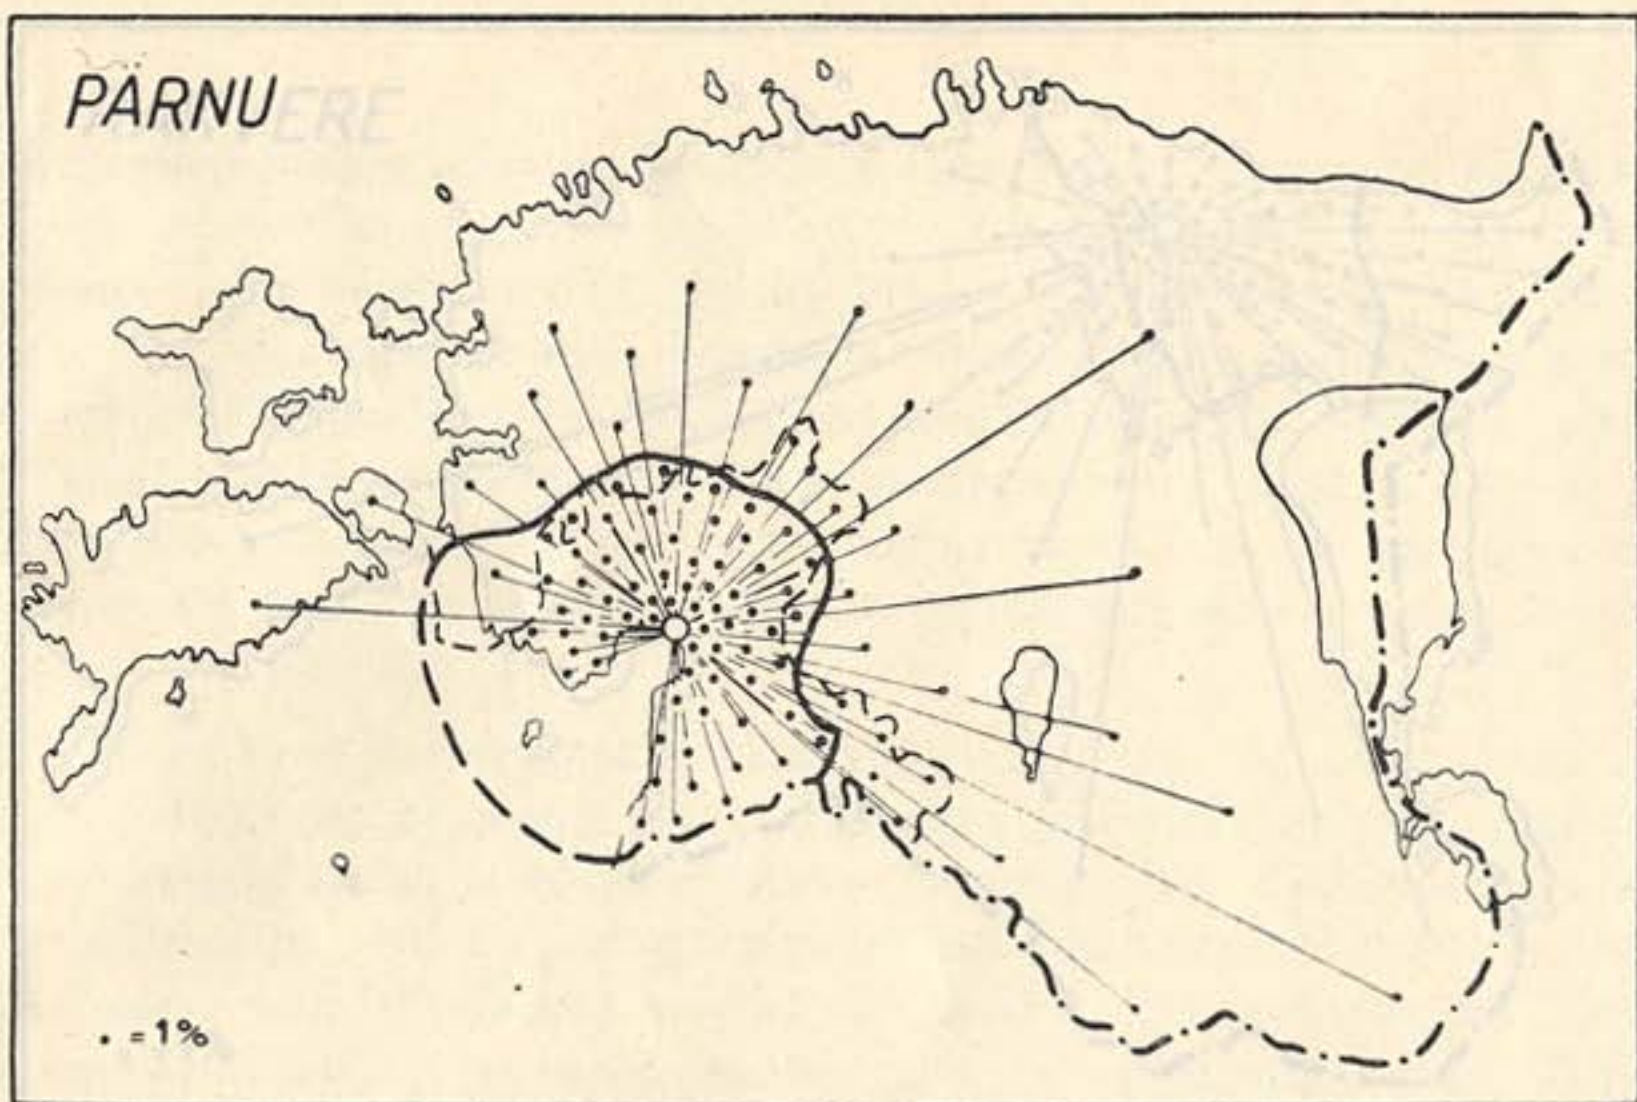 PÄRNU
. = 1%